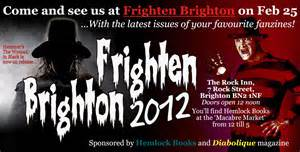 Come and see us at Frighten Brighton on Feb 25
...With the latest issues of your favourite fanzines!
Hammer's
The Woman
in Black is
now on release
Frighten
Brighton
2012
The Rock Inn,
7 Rock Street,
Brighton BN2 1NF
Doors open 12 noon
You'll find Hemlock Books
at the 'Macabre Market'
from 12 till 5
Sponsored by Hemlock Books and Diabolique magazine